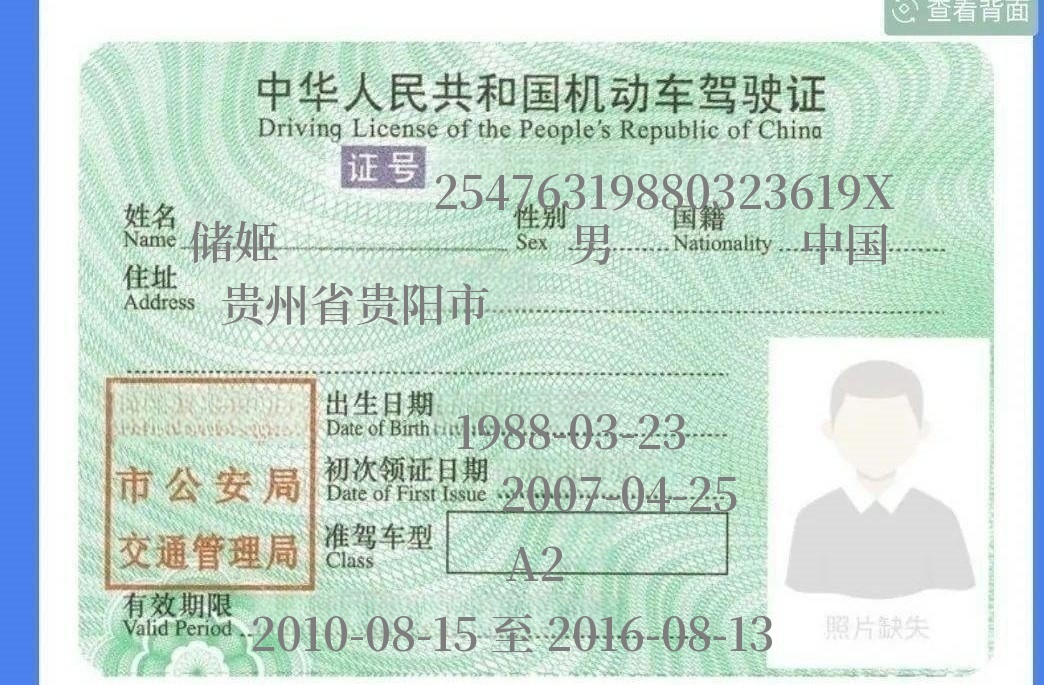 查看背面
中华人民共和国机动车驾驶证
Driving License of the People's Republic of China
证号 25476319880323619X
姓名 储姬 性别 男 国籍 中国
Name Sex Nationality
住址 贵州省贵阳市
Address
出生日期
Date of Birth 1988-03-23
初次领证日期
Date of First Issue 2007-04-25
市公安局
交通管理局
准驾车型
Class A2
有效期限
Valid Period 2010-08-15 至 2016-08-13
照片缺失